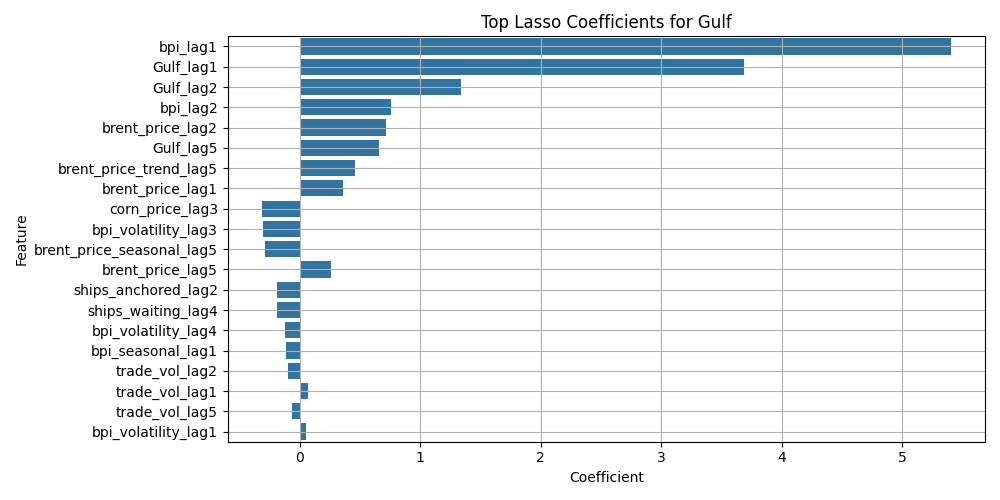 Top Lasso Coefficients for Gulf
Feature
bpi_lag1
Gulf_lag1
Gulf_lag2
bpi_lag2
brent_price_lag2
Gulf_lag5
brent_price_trend_lag5
brent_price_lag1
corn_price_lag3
bpi_volatility_lag3
brent_price_seasonal_lag5
brent_price_lag5
ships_anchored_lag2
ships_waiting_lag4
bpi_volatility_lag4
bpi_seasonal_lag1
trade_vol_lag2
trade_vol_lag1
trade_vol_lag5
bpi_volatility_lag1
0 1 2 3 4 5
Coefficient